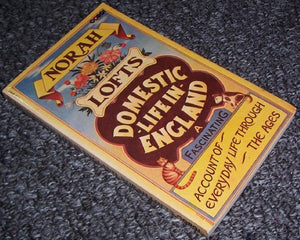 NORAH
LOFTS
DOMESTIC
LIFE IN
ENGLAND
A
FASCINATING
ACCOUNT OF
EVERYDAY LIFE THROUGH
THE AGES